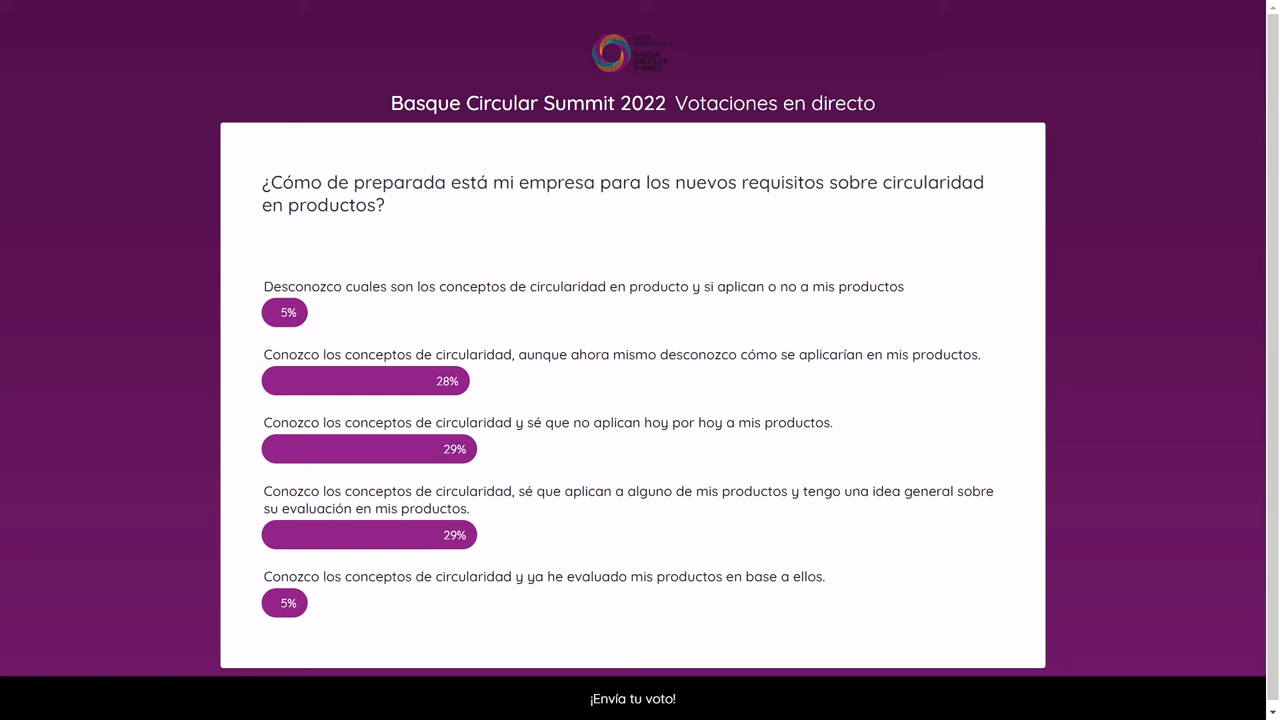 BASQUE
CIRCULAR
SUMMIT
Basque Circular Summit 2022 Votaciones en directo
¿Cómo de preparada está mi empresa para los nuevos requisitos sobre circularidad
en productos?
Desconozco cuales son los conceptos de circularidad en producto y si aplican o no a mis productos
5%
Conozco los conceptos de circularidad, aunque ahora mismo desconozco cómo se aplicarían en mis productos.
28%
Conozco los conceptos de circularidad y sé que no aplican hoy por hoy a mis productos.
29%
Conozco los conceptos de circularidad, sé que aplican a alguno de mis productos y tengo una idea general sobre
su evaluación en mis productos.
29%
Conozco los conceptos de circularidad y ya he evaluado mis productos en base a ellos.
5%
¡Envía tu voto!